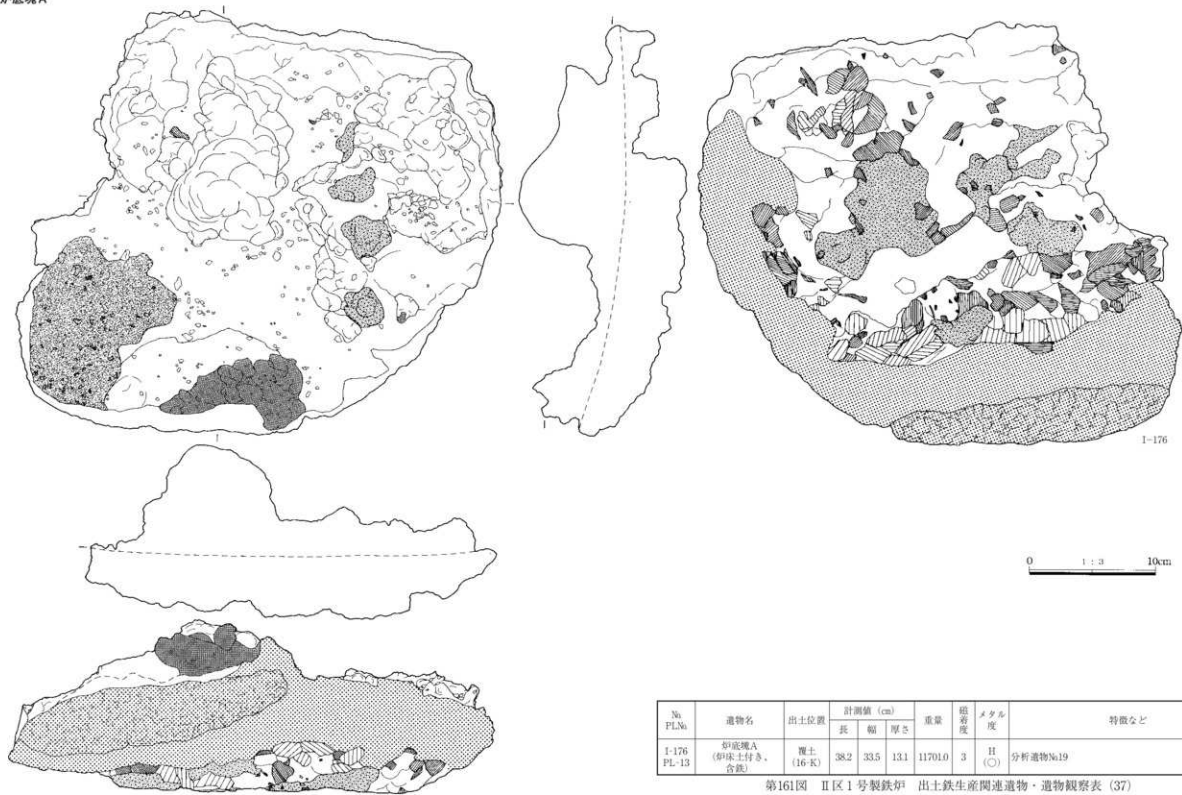 炉底塊A
I-176
0 1：3 10cm
№ PL№ 遺物名 出土位置 計測値（cm） 長 幅 厚さ 重量 磁着度 メタル度 特徴など
I-176 PL-13 炉底塊A（炉床土付き、含鉄） 覆土（16-K） 38.2 33.5 13.1 11701.0 3 H（○） 分析遺物№19
第161図 Ⅱ区1号製鉄炉 出土鉄生産関連遺物・遺物観察表（37）